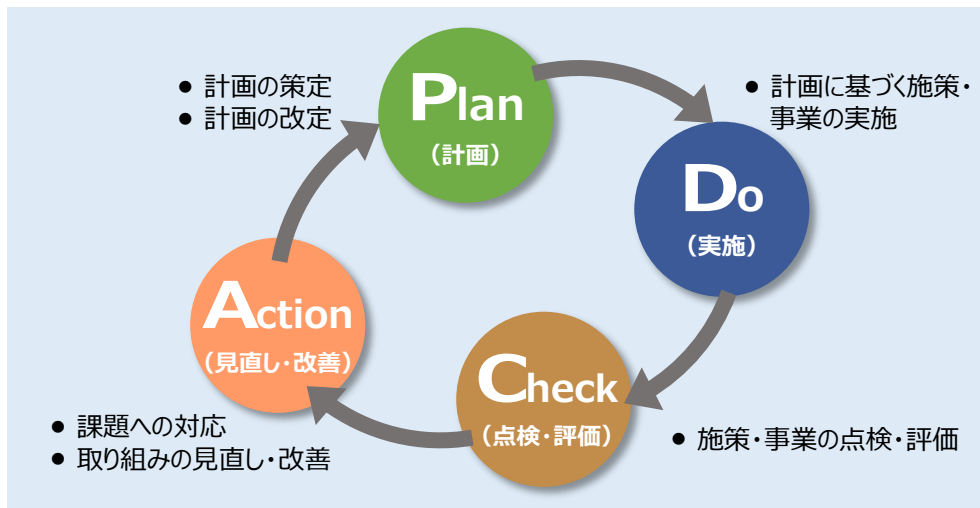 ● 計画の策定
● 計画の改定
Plan
（計画）
● 計画に基づく施策・
事業の実施
Do
（実施）
Check
（点検・評価）
● 施策・事業の点検・評価
Action
（見直し・改善）
● 課題への対応
● 取り組みの見直し・改善